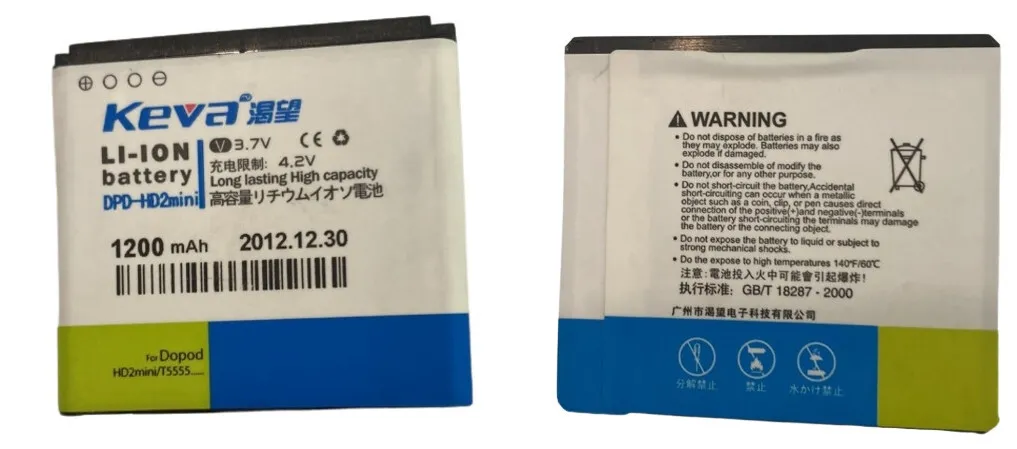 Keva 渴望
LI-ION
battery
DPD-HD2mini
V 3.7V CE
充电限制: 4.2V
Long lasting High capacity
高容量リチウムイオソ電池
1200 mAh 2012.12.30
For Dopod
HD2mini/T5555......
WARNING
• Do not dispose of batteries in a fire as
they may explode. Batteries may also
explode if damaged.
• Do not disassemble of modify the
battery,or for any other purpose.
• Do not short-circuit the battery,Accidental
short-circuiting can occur when a metallic
object such as a coin, clip, or pen causes direct
connection of the positive(+)and negative(-)terminals
or the battery short-circuiting the terminals may damage
the battery or the connecting object.
• Do not expose the battery to liquid or subject to
strong mechanical shocks.
• Do the expose to high temperatures 140°F/60℃
注意:電池投入火中可能會引起爆炸!
执行标准: GB/T 18287 - 2000
广州市渴望电子科技有限公司
分解禁止 禁止 水かけ禁止